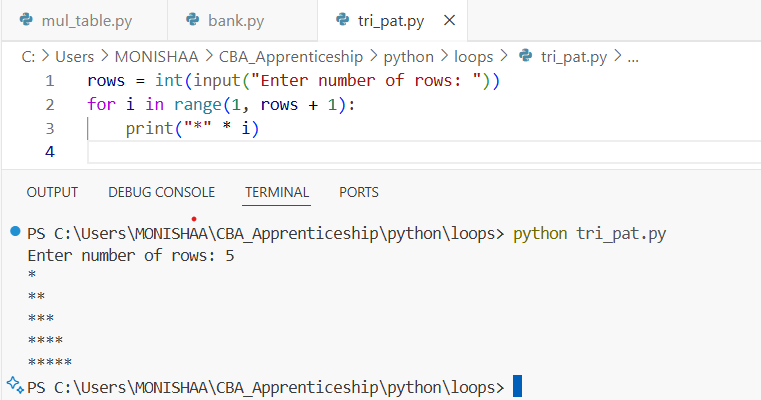 mul_table.py bank.py tri_pat.py
C: > Users > MONISHAA > CBA_Apprenticeship > python > loops > tri_pat.py > ...
1 rows = int(input("Enter number of rows: "))
2 for i in range(1, rows + 1):
3     print("*" * i)
4
OUTPUT DEBUG CONSOLE TERMINAL PORTS
PS C:\Users\MONISHAA\CBA_Apprenticeship\python\loops> python tri_pat.py
Enter number of rows: 5
*
**
***
****
*****
PS C:\Users\MONISHAA\CBA_Apprenticeship\python\loops>